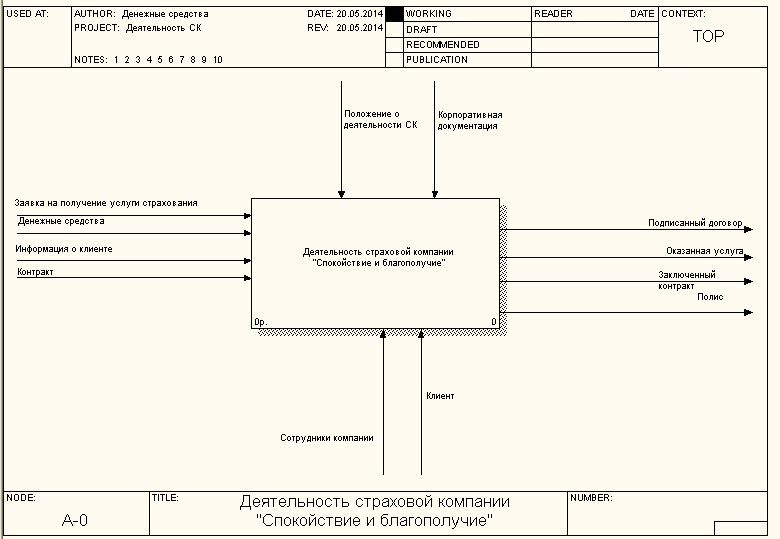 USED AT:
AUTHOR: Денежные средства
DATE: 20.05.2014
PROJECT: Деятельность СК
REV: 20.05.2014
NOTES: 1 2 3 4 5 6 7 8 9 10
WORKING
DRAFT
RECOMMENDED
PUBLICATION
READER
DATE
CONTEXT:
TOP
Положение о
деятельности СК
Корпоративная
документация
Заявка на получение услуги страхования
Денежные средства
Информация о клиенте
Контракт
Деятельность страховой компании
"Спокойствие и благополучие"
0р.
0
Подписанный договор
Оказанная услуга
Заключенный
контракт
Полис
Клиент
Сотрудники компании
NODE:
A-0
TITLE:
Деятельность страховой компании
"Спокойствие и благополучие"
NUMBER: